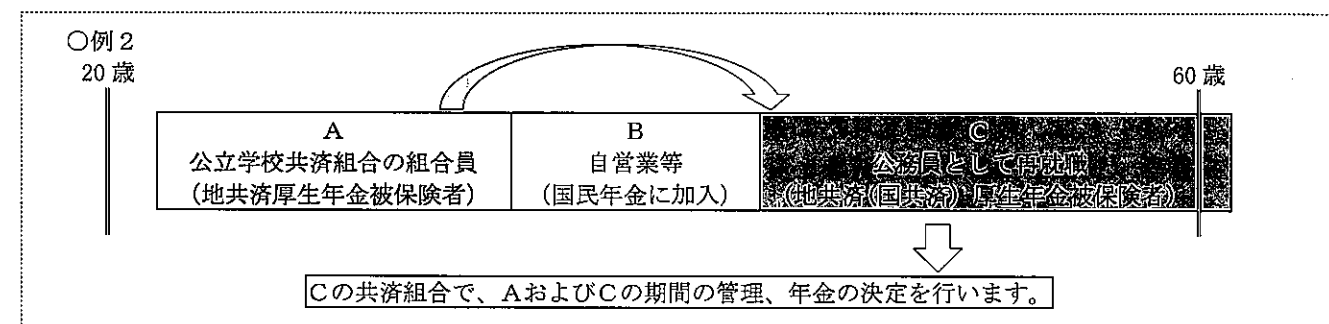 ○例2
20歳
60歳
A
公立学校共済組合の組合員
(地共済厚生年金被保険者)
B
自営業等
(国民年金に加入)
C
公務員として再就職
(地共済(国共済)厚生年金被保険者)
Cの共済組合で、AおよびCの期間の管理、年金の決定を行います。